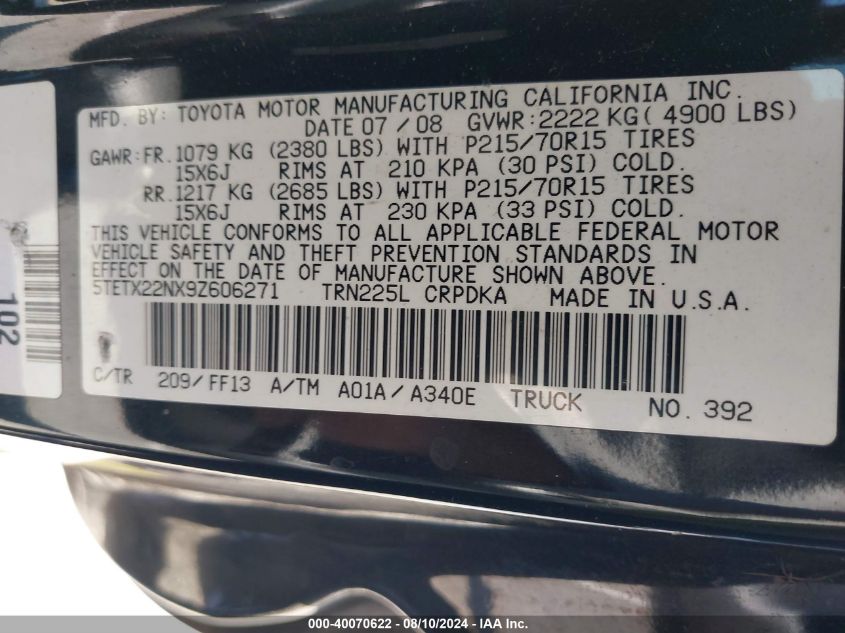 MFD. BY: TOYOTA MOTOR MANUFACTURING CALIFORNIA INC.
DATE 07 / 08 GVWR:2222 KG( 4900 LBS)
GAWR:FR.1079 KG (2380 LBS) WITH P215/70R15 TIRES
15X6J RIMS AT 210 KPA (30 PSI) COLD.
RR.1217 KG (2685 LBS) WITH P215/70R15 TIRES
15X6J RIMS AT 230 KPA (33 PSI) COLD.
THIS VEHICLE CONFORMS TO ALL APPLICABLE FEDERAL MOTOR
VEHICLE SAFETY AND THEFT PREVENTION STANDARDS IN
EFFECT ON THE DATE OF MANUFACTURE SHOWN ABOVE.
5TETX22NX9Z606271 TRN225L CRPDKA MADE IN U.S.A.
C/TR 209/FF13 A/TM A01A/A340E TRUCK NO. 392
102
000-40070622 - 08/10/2024 - IAA Inc.